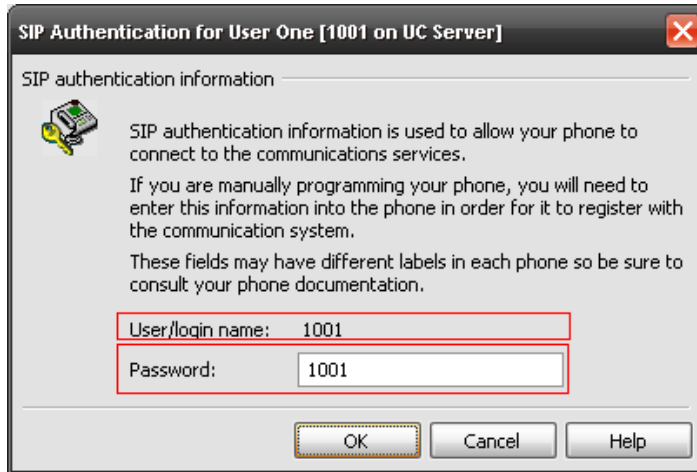 SIP Authentication for User One [1001 on UC Server]
SIP authentication information
SIP authentication information is used to allow your phone to
connect to the communications services.
If you are manually programming your phone, you will need to
enter this information into the phone in order for it to register with
the communication system.
These fields may have different labels in each phone so be sure to
consult your phone documentation.
User/login name: 1001
Password: 1001
OK Cancel Help